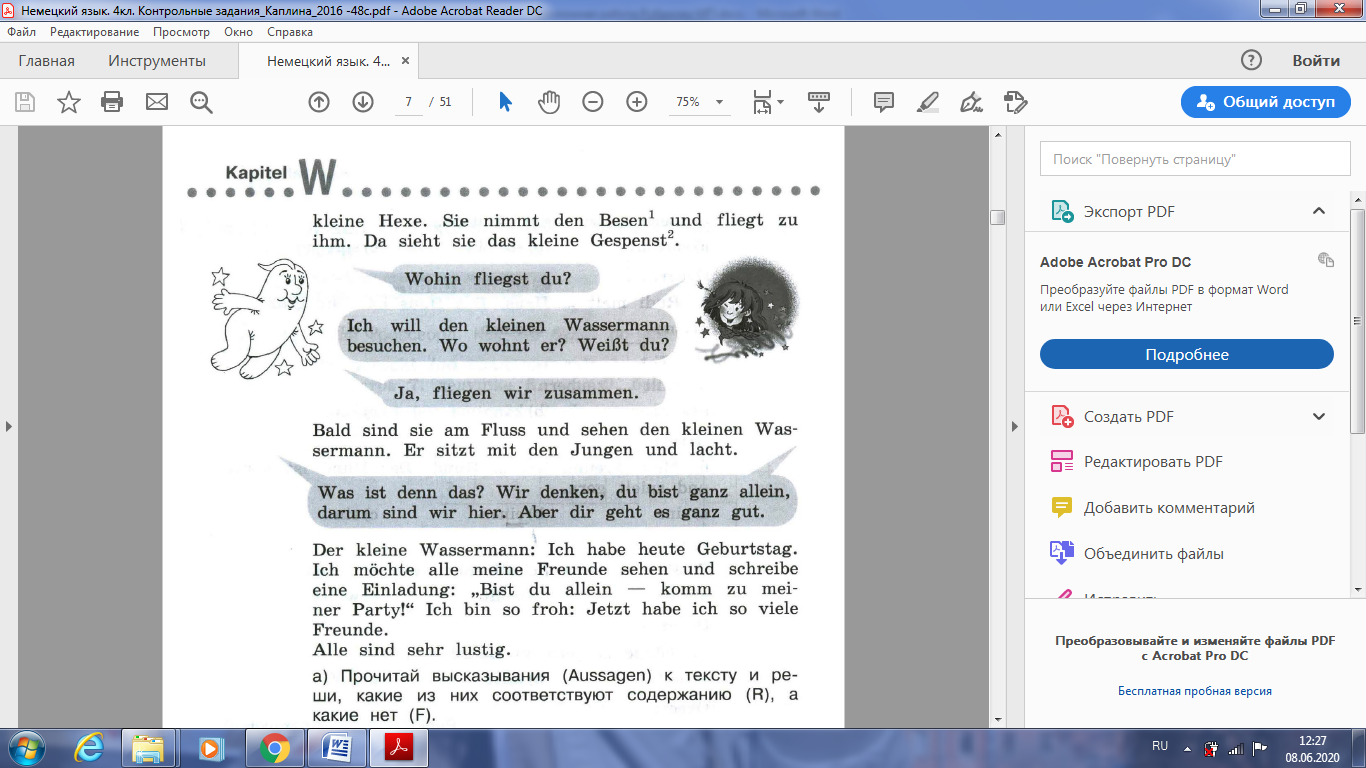 Немецкий язык. 4кл. Контрольные задания_Каплина_2016 -48с.pdf - Adobe Acrobat Reader DC
Файл Редактирование Просмотр Окно Справка
Главная Инструменты Немецкий язык. 4... × Войти
7 / 51 75% Общий доступ
Kapitel W
kleine Hexe. Sie nimmt den Besen¹ und fliegt zu
ihm. Da sieht sie das kleine Gespenst².
Wohin fliegst du?
Ich will den kleinen Wassermann
besuchen. Wo wohnt er? Weißt du?
Ja, fliegen wir zusammen.
Bald sind sie am Fluss und sehen den kleinen Was-
sermann. Er sitzt mit den Jungen und lacht.
Was ist denn das? Wir denken, du bist ganz allein,
darum sind wir hier. Aber dir geht es ganz gut.
Der kleine Wassermann: Ich habe heute Geburtstag.
Ich möchte alle meine Freunde sehen und schreibe
eine Einladung: „Bist du allein — komm zu mei-
ner Party!“ Ich bin so froh: Jetzt habe ich so viele
Freunde.
Alle sind sehr lustig.
а) Прочитай высказывания (Aussagen) к тексту и ре-
ши, какие из них соответствуют содержанию (R), а
какие нет (F).
Поиск "Повернуть страницу"
Экспорт PDF
Adobe Acrobat Pro DC
Преобразуйте файлы PDF в формат Word
или Excel через Интернет
Подробнее
Создать PDF
Редактировать PDF
Добавить комментарий
Объединить файлы
Преобразовывайте и изменяйте файлы PDF
с Acrobat Pro DC
Бесплатная пробная версия
RU
12:27
08.06.2020